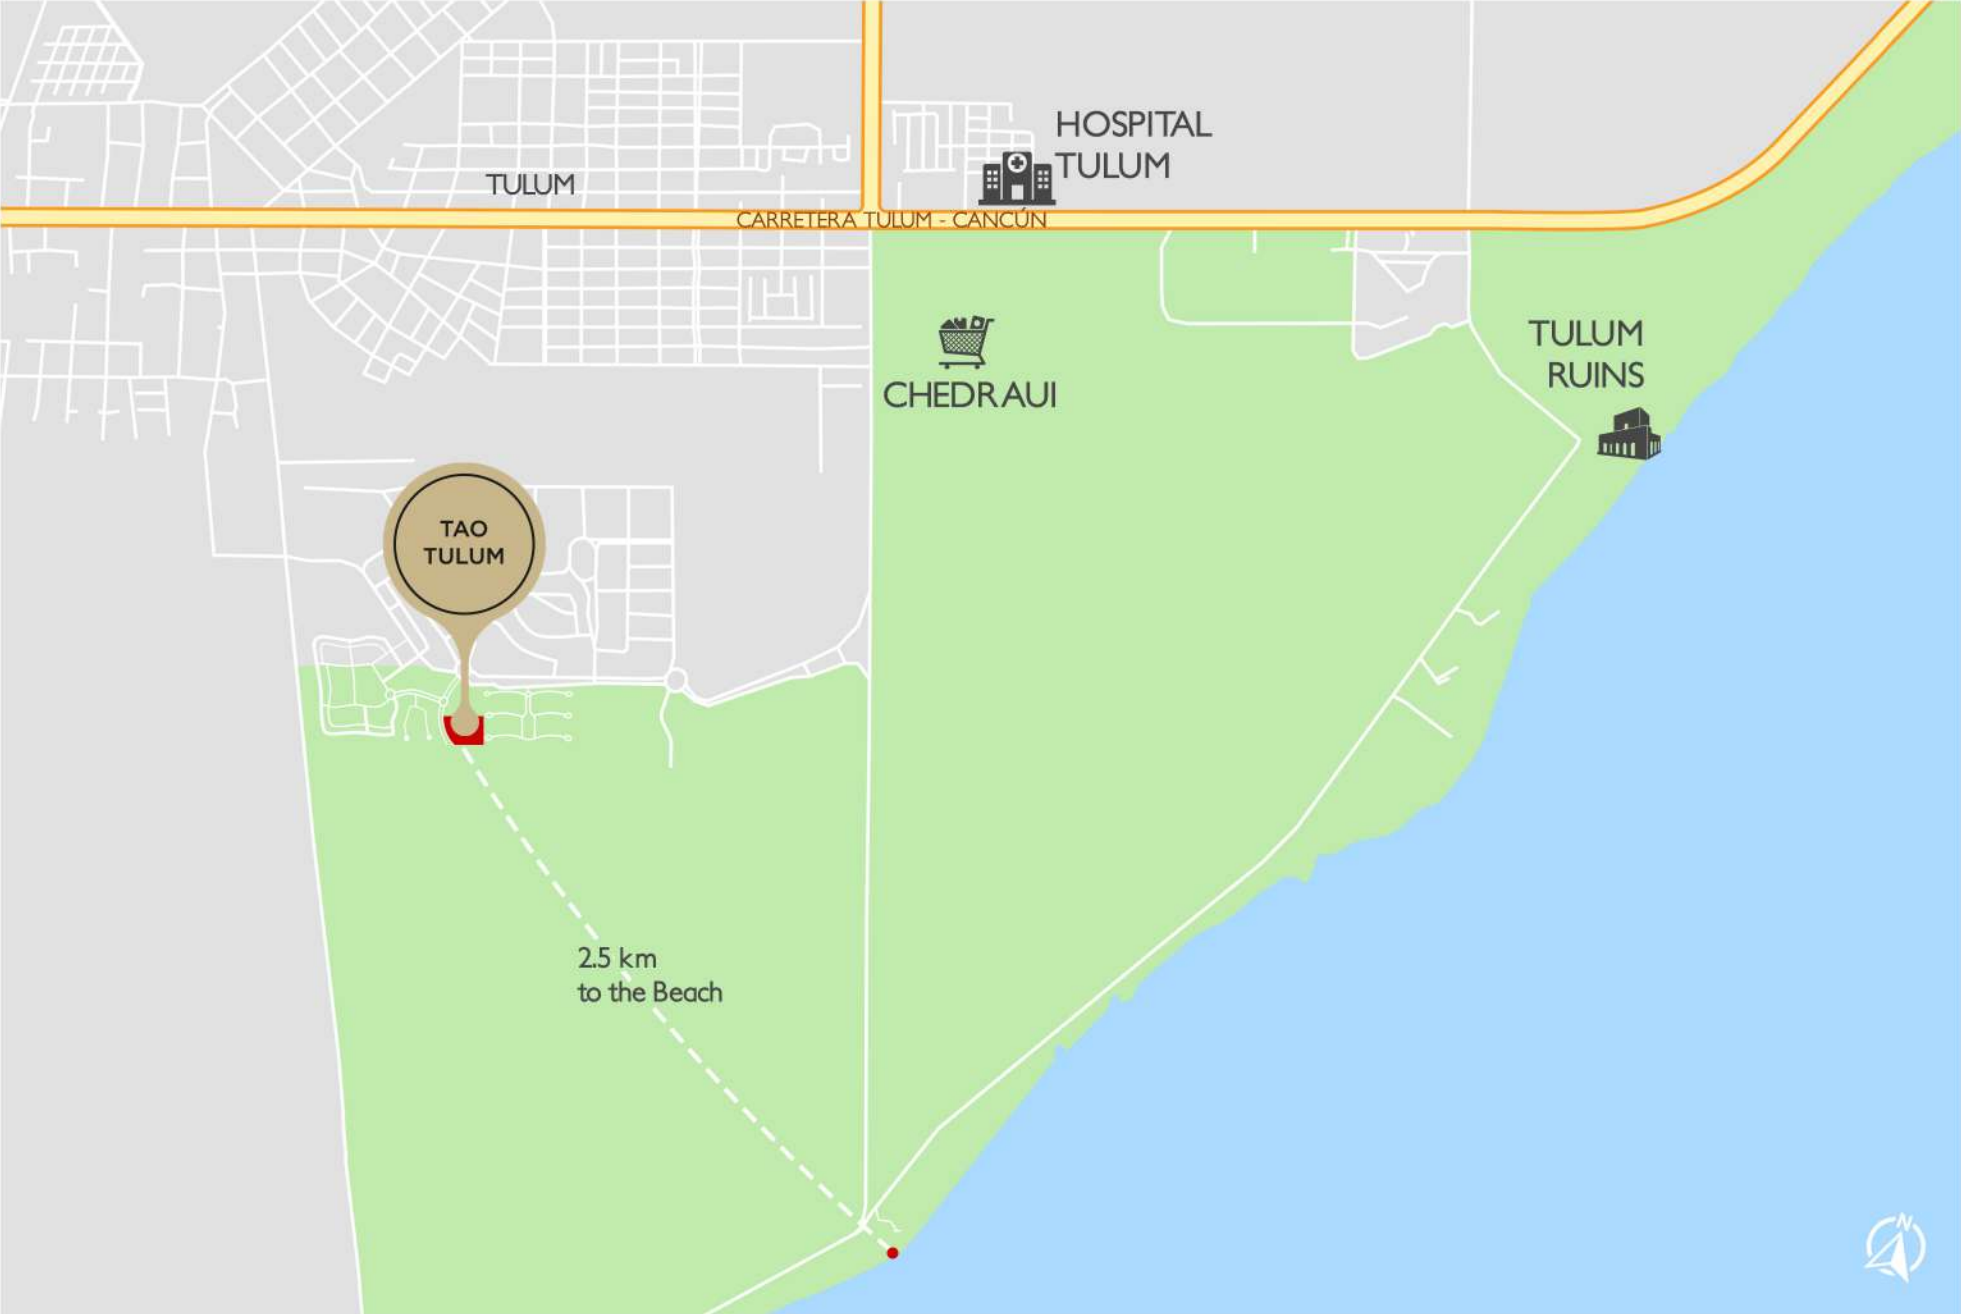 HOSPITAL
TULUM
TULUM
CARRETERA TULUM - CANCÚN
TULUM
RUINS
CHEDRAUI
TAO
TULUM
2.5 km
to the Beach
N